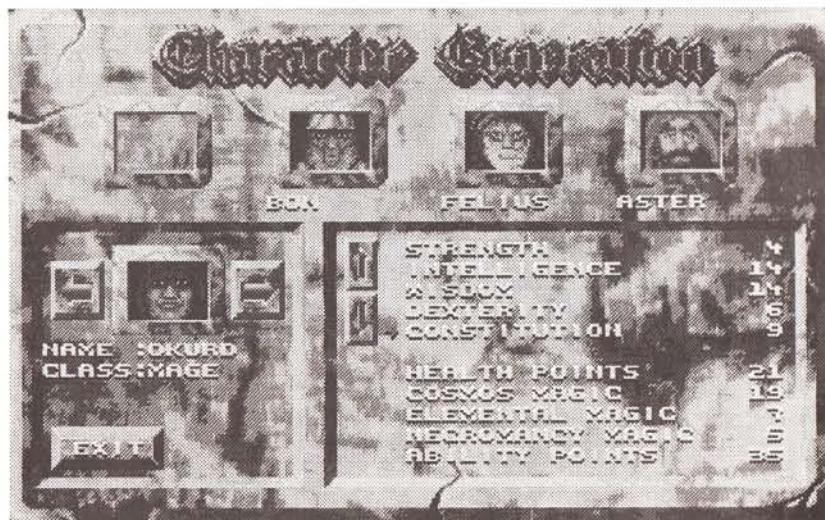 Character Generation
BON FELIUS ASTER
NAME :OKURD
CLASS:MAGE
EXIT
STRENGTH 4
INTELLIGENCE 14
WISDOM 14
DEXTERITY 6
CONSTITUTION 9
HEALTH POINTS 21
COSMOS MAGIC 19
ELEMENTAL MAGIC
NECROMANCY MAGIC 5
ABILITY POINTS 35